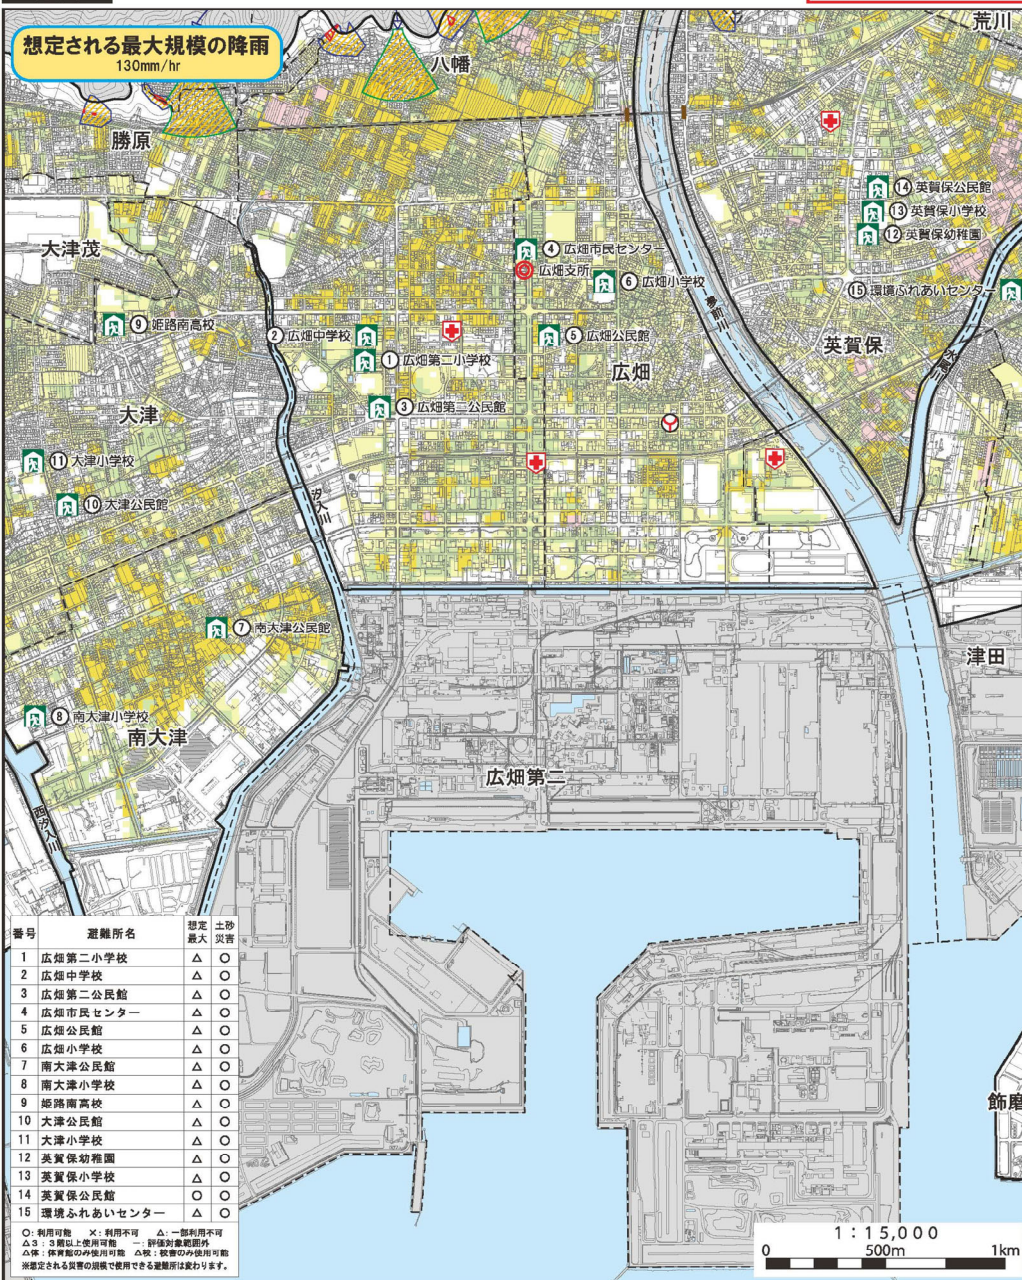 想定される最大規模の降雨
130mm/hr
荒川
八幡
勝原
⑭ 英賀保公民館
⑬ 英賀保小学校
⑫ 英賀保幼稚園
大津茂
④ 広畑市民センター
広畑支所
⑥ 広畑小学校
⑮ 環境ふれあいセンター
夢前川
⑨ 姫路南高校
② 広畑中学校
⑤ 広畑公民館
英賀保
水尾川
① 広畑第二小学校
広畑
大津
③ 広畑第二公民館
⑪ 大津小学校
⑩ 大津公民館
汐入川
⑦ 南大津公民館
津田
⑧ 南大津小学校
南大津
広畑第二
西汐入川
飾磨
番号 避難所名 想定最大 土砂災害
1 広畑第二小学校 △ ○
2 広畑中学校 △ ○
3 広畑第二公民館 △ ○
4 広畑市民センター △ ○
5 広畑公民館 △ ○
6 広畑小学校 △ ○
7 南大津公民館 △ ○
8 南大津小学校 △ ○
9 姫路南高校 △ ○
10 大津公民館 △ ○
11 大津小学校 △ ○
12 英賀保幼稚園 △ ○
13 英賀保小学校 △ ○
14 英賀保公民館 ○ ○
15 環境ふれあいセンター △ ○
○：利用可能 ×：利用不可 △：一部利用不可
△3：3階以上使用可能 －：評価対象範囲外
△体：体育館のみ使用可能 △校：校舎のみ使用可能
※想定される災害の規模で使用できる避難所は変わります。
1：15,000
0 500m 1km